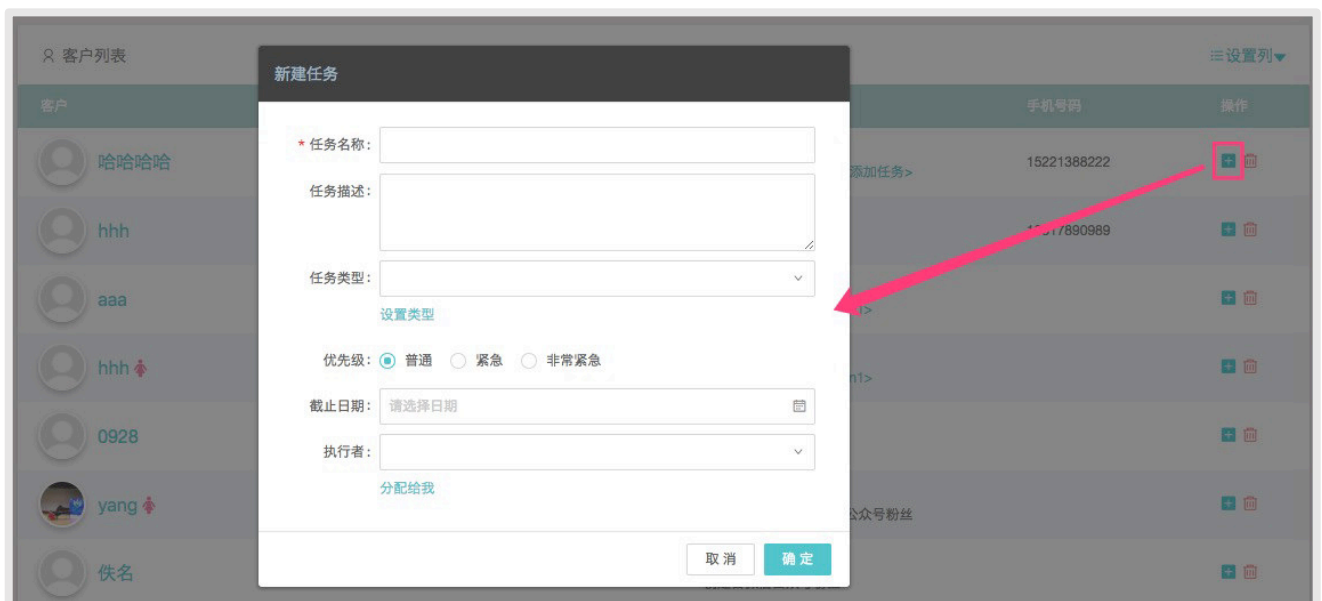 客户列表
设置列
新建任务
客户
手机号码
操作
* 任务名称:
哈哈哈哈
添加任务>
15221388222
任务描述:
hhh
17890989
任务类型:
aaa
设置类型
hhh
优先级: 普通 紧急 非常紧急
n1>
截止日期: 请选择日期
0928
执行者:
yang
分配给我
公众号粉丝
取消
确定
佚名